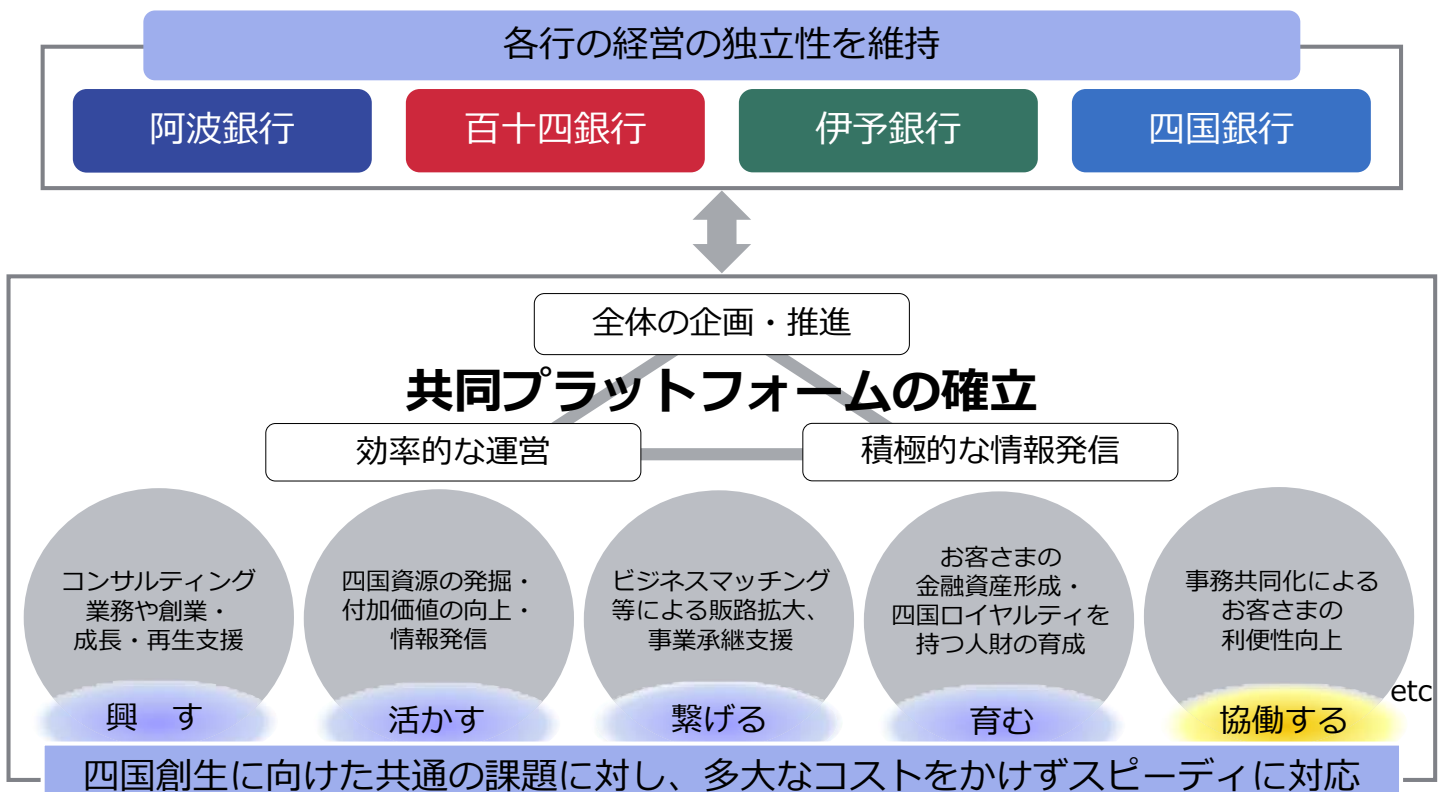 各行の経営の独立性を維持
阿波銀行
百十四銀行
伊予銀行
四国銀行
全体の企画・推進
共同プラットフォームの確立
効率的な運営
積極的な情報発信
コンサルティング
業務や創業・
成長・再生支援
興　す
四国資源の発掘・
付加価値の向上・
情報発信
活かす
ビジネスマッチング
等による販路拡大、
事業承継支援
繋げる
お客さまの
金融資産形成・
四国ロイヤルティを
持つ人財の育成
育む
事務共同化による
お客さまの
利便性向上
協働する
etc
四国創生に向けた共通の課題に対し、多大なコストをかけずスピーディに対応